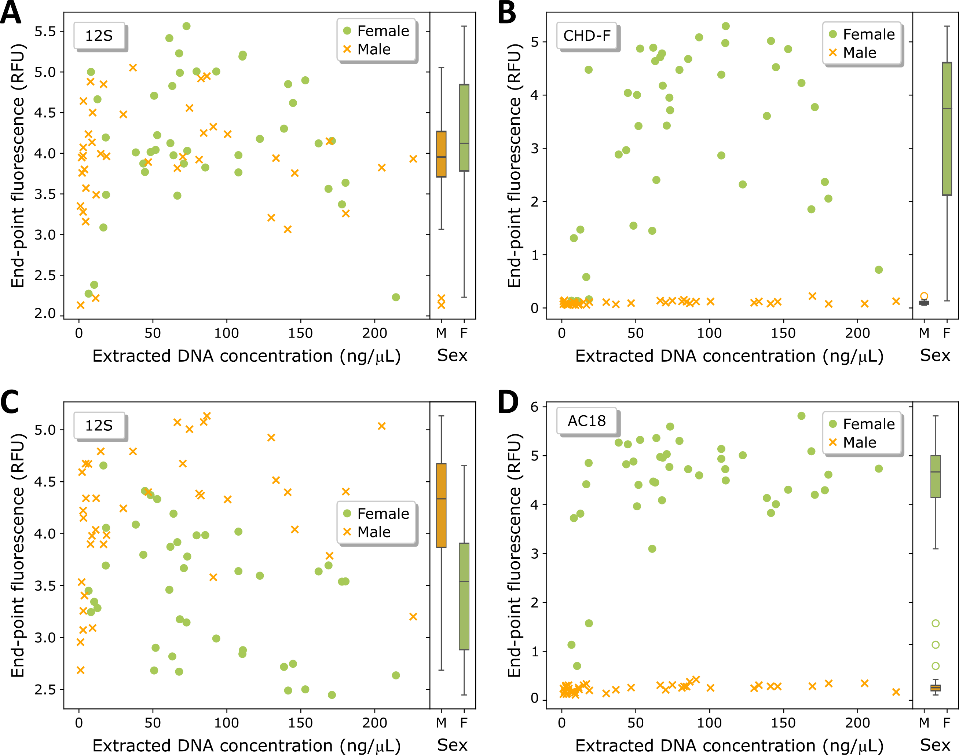 A
12S
Female
Male
End-point fluorescence (RFU)
5.5
5.0
4.5
4.0
3.5
3.0
2.5
2.0
0
50
100
150
200
M
F
Extracted DNA concentration (ng/μL)
Sex
B
CHD-F
Female
Male
End-point fluorescence (RFU)
5
4
3
2
1
0
0
50
100
150
200
M
F
Extracted DNA concentration (ng/μL)
Sex
C
12S
Female
Male
End-point fluorescence (RFU)
5.0
4.5
4.0
3.5
3.0
2.5
0
50
100
150
200
M
F
Extracted DNA concentration (ng/μL)
Sex
D
AC18
Female
Male
End-point fluorescence (RFU)
6
5
4
3
2
1
0
0
50
100
150
200
M
F
Extracted DNA concentration (ng/μL)
Sex